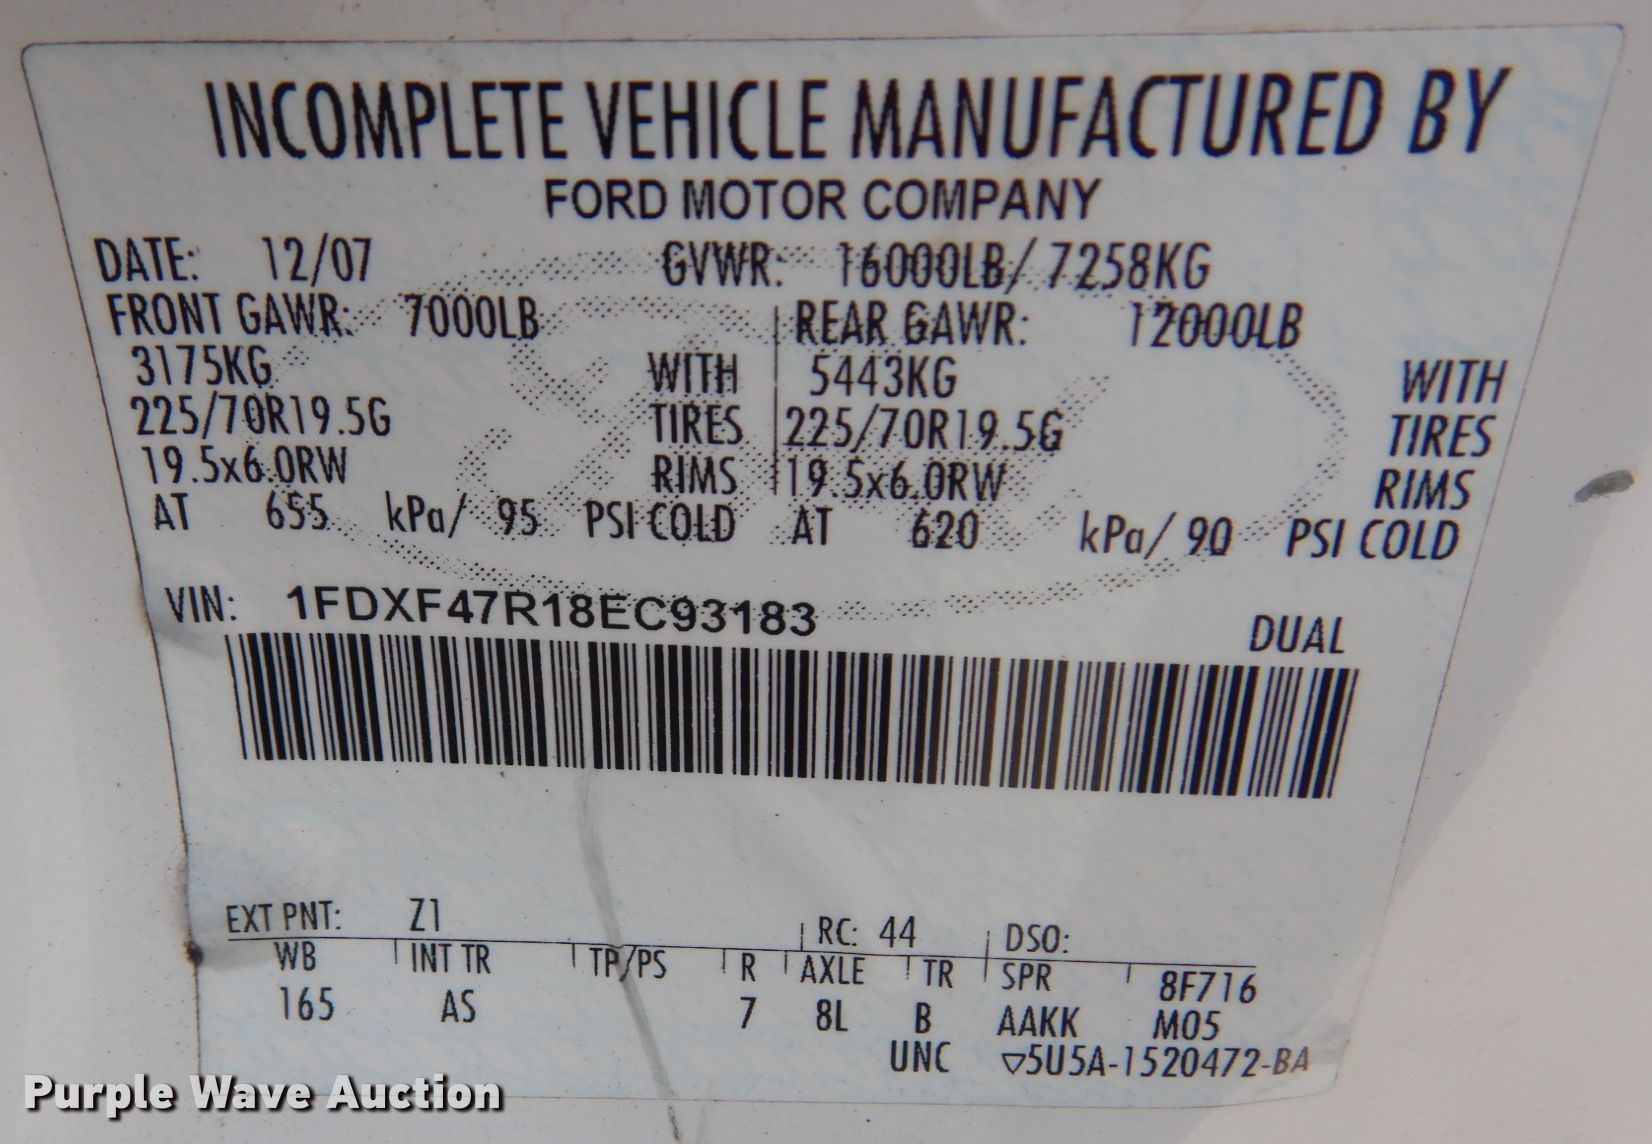 INCOMPLETE VEHICLE MANUFACTURED BY
FORD MOTOR COMPANY
DATE: 12/07 GVWR: 16000LB/ 7258KG
FRONT GAWR: 7000LB REAR GAWR: 12000LB
3175KG WITH 5443KG WITH
225/70R19.5G TIRES 225/70R19.5G TIRES
19.5x6.0RW RIMS 19.5x6.0RW RIMS
AT 655 kPa/ 95 PSI COLD AT 620 kPa/ 90 PSI COLD
VIN: 1FDXF47R18EC93183
DUAL
EXT PNT: Z1 RC: 44 DSO:
WB INT TR TP/PS R AXLE TR SPR 8F716
165 AS 7 8L B AAKK M05
UNC ▽5U5A-1520472-BA
Purple Wave Auction